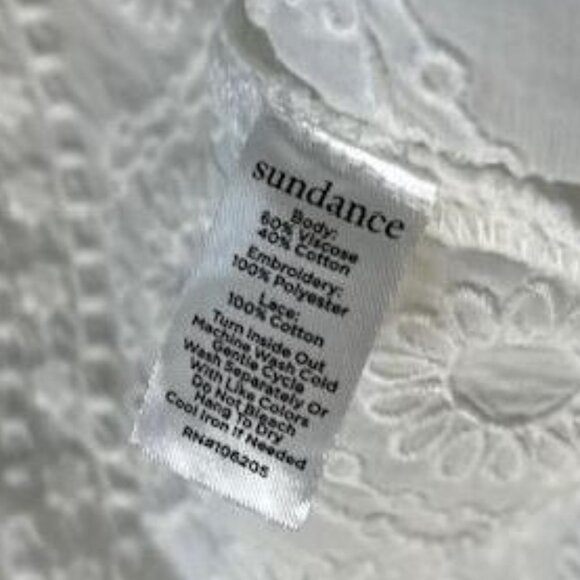 sundance
Body:
60% Viscose
40% Cotton
Embroidery:
100% Polyester
Lace:
100% Cotton
Turn Inside Out
Machine Wash Cold
Gentle Cycle
Wash Separately Or
With Like Colors
Do Not Bleach
Hang To Dry
Cool Iron If Needed
RN#106205